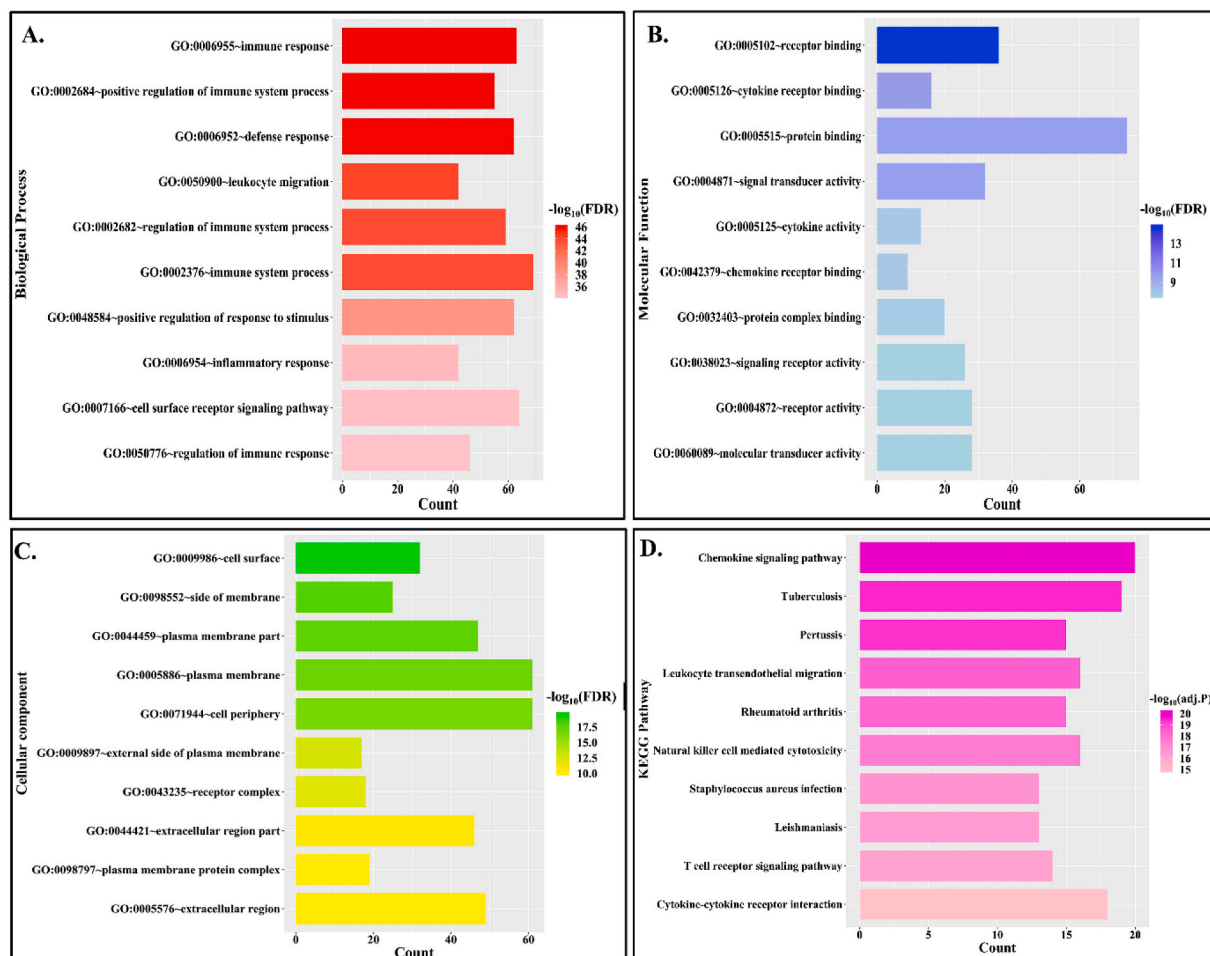 A.
GO:0006955~immune response
GO:0002684~positive regulation of immune system process
GO:0006952~defense response
GO:0050900~leukocyte migration
GO:0002682~regulation of immune system process
GO:0002376~immune system process
GO:0048584~positive regulation of response to stimulus
GO:0006954~inflammatory response
GO:0007166~cell surface receptor signaling pathway
GO:0050776~regulation of immune response
Biological Process
0 20 40 60
Count
-log10(FDR)
46
44
42
40
38
36
B.
GO:0005102~receptor binding
GO:0005126~cytokine receptor binding
GO:0005515~protein binding
GO:0004871~signal transducer activity
GO:0005125~cytokine activity
GO:0042379~chemokine receptor binding
GO:0032403~protein complex binding
GO:0038023~signaling receptor activity
GO:0004872~receptor activity
GO:0060089~molecular transducer activity
Molecular Function
0 20 40 60
Count
-log10(FDR)
13
11
9
C.
GO:0009986~cell surface
GO:0098552~side of membrane
GO:0044459~plasma membrane part
GO:0005886~plasma membrane
GO:0071944~cell periphery
GO:0009897~external side of plasma membrane
GO:0043235~receptor complex
GO:0044421~extracellular region part
GO:0098797~plasma membrane protein complex
GO:0005576~extracellular region
Cellular component
0 20 40 60
Count
-log10(FDR)
17.5
15.0
12.5
10.0
D.
Chemokine signaling pathway
Tuberculosis
Pertussis
Leukocyte transendothelial migration
Rheumatoid arthritis
Natural killer cell mediated cytotoxicity
Staphylococcus aureus infection
Leishmaniasis
T cell receptor signaling pathway
Cytokine-cytokine receptor interaction
KEGG Pathway
0 5 10 15 20
Count
-log10(adj.P)
20
19
18
17
16
15